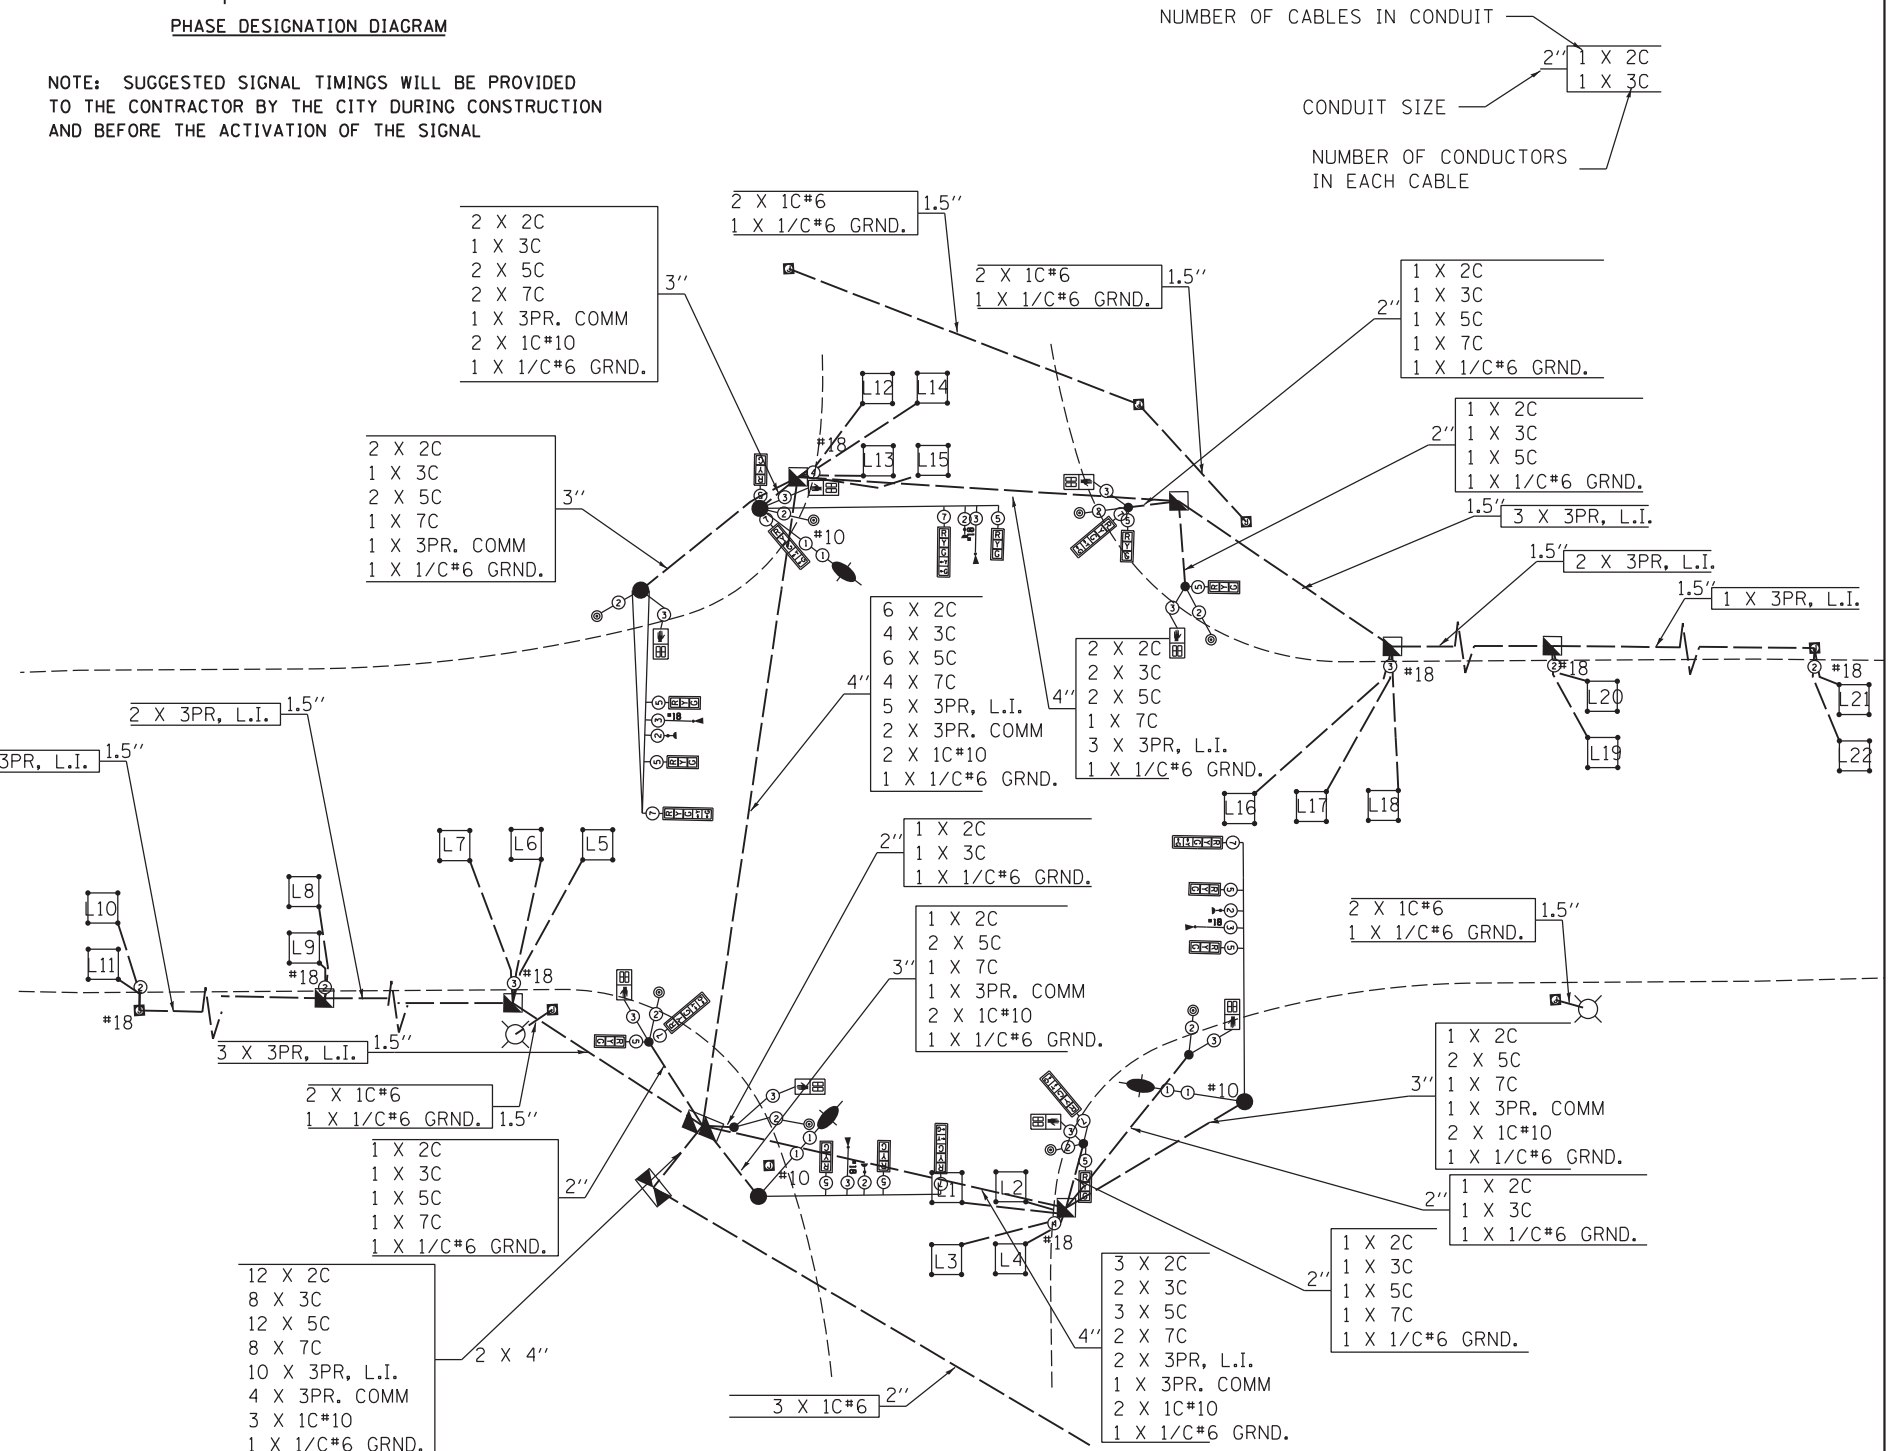 PHASE DESIGNATION DIAGRAM
NOTE: SUGGESTED SIGNAL TIMINGS WILL BE PROVIDED
TO THE CONTRACTOR BY THE CITY DURING CONSTRUCTION
AND BEFORE THE ACTIVATION OF THE SIGNAL
NUMBER OF CABLES IN CONDUIT
2"
1 X 2C
1 X 3C
CONDUIT SIZE
NUMBER OF CONDUCTORS
IN EACH CABLE
2 X 2C
1 X 3C
2 X 5C
2 X 7C
1 X 3PR. COMM
2 X 1C#10
1 X 1/C#6 GRND.
3"
2 X 1C#6
1 X 1/C#6 GRND.
1.5"
2 X 1C#6
1 X 1/C#6 GRND.
1.5"
2"
1 X 2C
1 X 3C
1 X 5C
1 X 7C
1 X 1/C#6 GRND.
2"
1 X 2C
1 X 3C
1 X 5C
1 X 1/C#6 GRND.
2 X 2C
1 X 3C
2 X 5C
1 X 7C
1 X 3PR. COMM
1 X 1/C#6 GRND.
3"
L12
L14
#18
L13
L15
#10
1.5"
3 X 3PR, L.I.
1.5"
2 X 3PR, L.I.
1.5"
1 X 3PR, L.I.
4"
6 X 2C
4 X 3C
6 X 5C
4 X 7C
5 X 3PR, L.I.
2 X 3PR. COMM
2 X 1C#10
1 X 1/C#6 GRND.
4"
2 X 2C
2 X 3C
2 X 5C
1 X 7C
3 X 3PR, L.I.
1 X 1/C#6 GRND.
#18
#18
#18
L20
L21
L19
L22
L16
L17
L18
2 X 3PR, L.I.
1.5"
3PR, L.I.
1.5"
L7
L6
L5
L8
L10
L9
L11
#18
#18
#18
2"
1 X 2C
1 X 3C
1 X 1/C#6 GRND.
3"
1 X 2C
2 X 5C
1 X 7C
1 X 3PR. COMM
2 X 1C#10
1 X 1/C#6 GRND.
2 X 1C#6
1 X 1/C#6 GRND.
1.5"
3 X 3PR, L.I.
1.5"
2 X 1C#6
1 X 1/C#6 GRND.
1.5"
1 X 2C
1 X 3C
1 X 5C
1 X 7C
1 X 1/C#6 GRND.
2"
#10
#10
L1
L2
L3
L4
#18
3"
1 X 2C
2 X 5C
1 X 7C
1 X 3PR. COMM
2 X 1C#10
1 X 1/C#6 GRND.
2"
1 X 2C
1 X 3C
1 X 1/C#6 GRND.
2"
1 X 2C
1 X 3C
1 X 5C
1 X 7C
1 X 1/C#6 GRND.
12 X 2C
8 X 3C
12 X 5C
8 X 7C
10 X 3PR, L.I.
4 X 3PR. COMM
3 X 1C#10
1 X 1/C#6 GRND.
2 X 4"
3 X 1C#6
2"
4"
3 X 2C
2 X 3C
3 X 5C
2 X 7C
2 X 3PR, L.I.
1 X 3PR. COMM
2 X 1C#10
1 X 1/C#6 GRND.